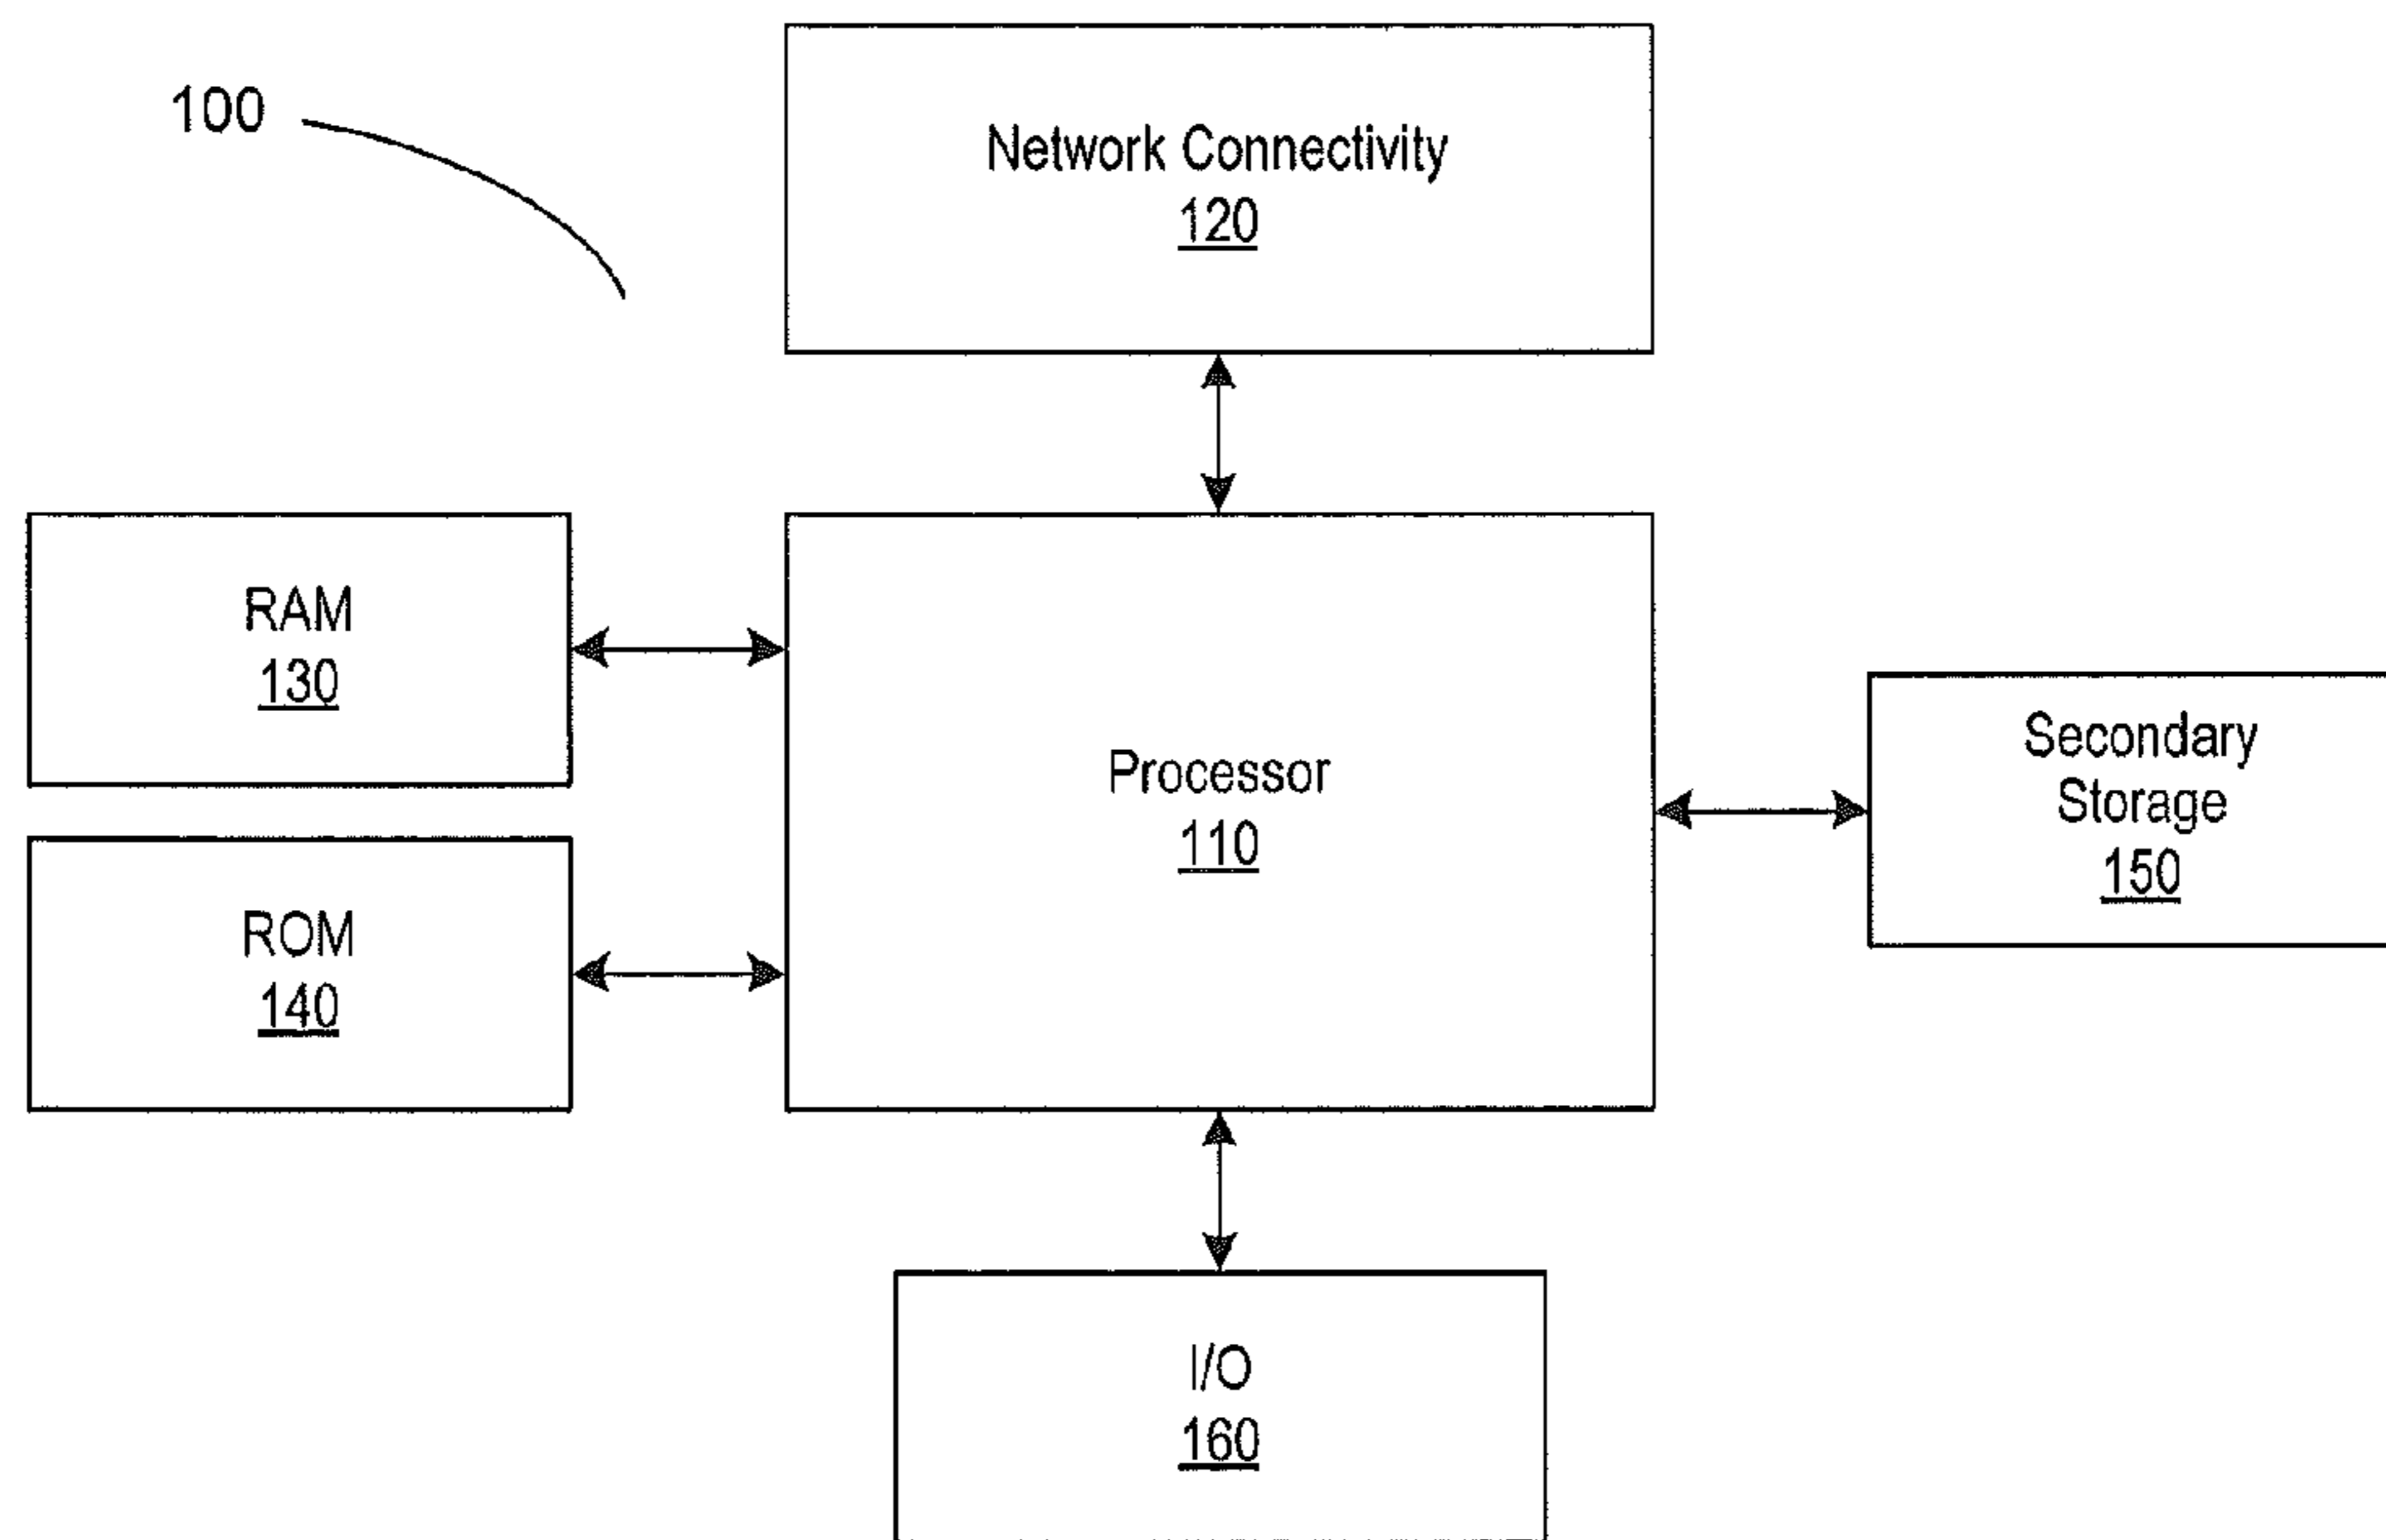 100
Network Connectivity
120
RAM
130
Processor
110
Secondary
Storage
150
ROM
140
I/O
160